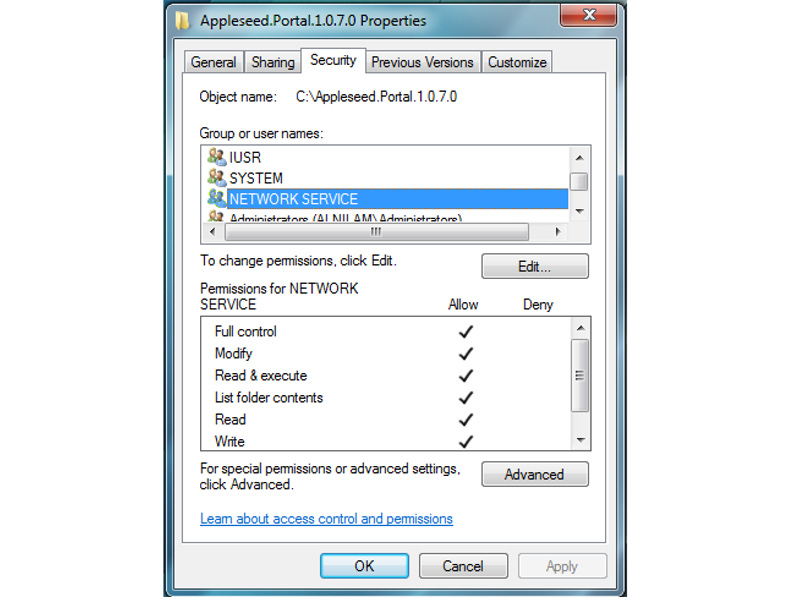 Appleseed.Portal.1.0.7.0 Properties
General Sharing Security Previous Versions Customize
Object name: C:\Appleseed.Portal.1.0.7.0
Group or user names:
IUSR
SYSTEM
NETWORK SERVICE
Administrators (ALNILAM\Administrators)
To change permissions, click Edit.
Edit...
Permissions for NETWORK
SERVICE Allow Deny
Full control
Modify
Read & execute
List folder contents
Read
Write
For special permissions or advanced settings,
click Advanced.
Advanced
Learn about access control and permissions
OK Cancel Apply